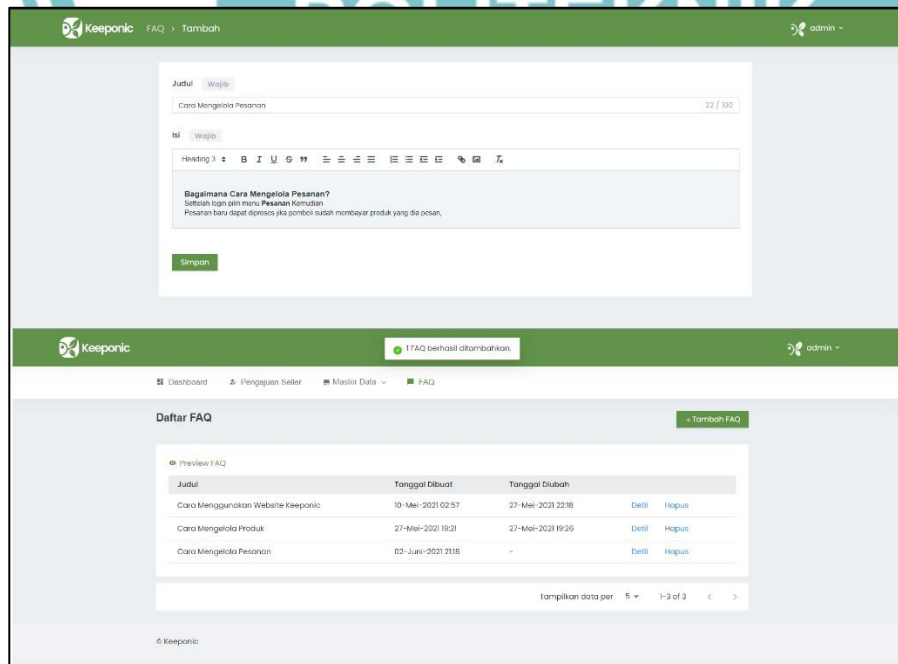 POLITEKNIK
Keeponic FAQ > Tambah admin
Judul Wajib
Cara Mengelola Pesanan 22 / 100
Isi Wajib
Heading 3 B I U S
Bagaimana Cara Mengelola Pesanan?
Settelah login pilih menu Pesanan Kemudian
Pesanan baru dapat diproses jika pembeli sudah membayar produk yang dia pesan,
Simpan
Keeponic 1 FAQ berhasil ditambahkan. admin
Dashboard Pengajuan Seller Master Data FAQ
Daftar FAQ +Tambah FAQ
Preview FAQ
Judul Tanggal Dibuat Tanggal Diubah
Cara Menggunakan Website Keeponic 10-Mei-2021 02:57 27-Mei-2021 22:18 Detil Hapus
Cara Mengelola Produk 27-Mei-2021 19:21 27-Mei-2021 19:26 Detil Hapus
Cara Mengelola Pesanan 02-Juni-2021 21:18 - Detil Hapus
Tampilkan data per 5 1-3 of 3 < >
© Keeponic